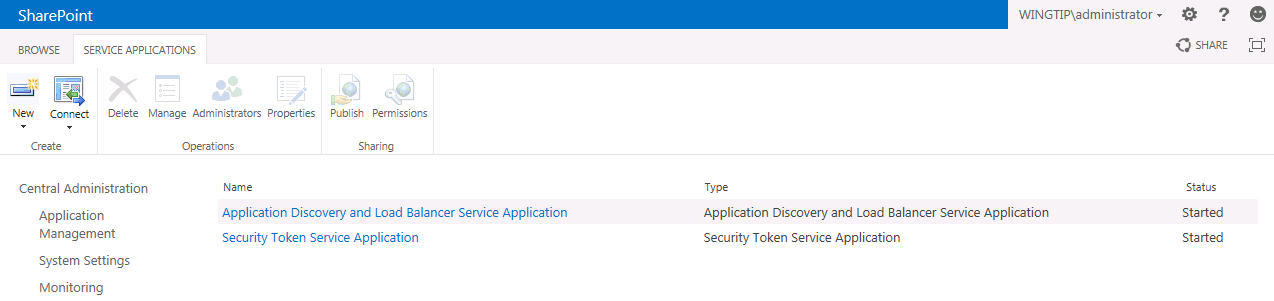 SharePoint WINGTIP\administrator ?
BROWSE SERVICE APPLICATIONS SHARE
New Connect Delete Manage Administrators Properties Publish Permissions
Create Operations Sharing
Central Administration Name Type Status
Application Management Application Discovery and Load Balancer Service Application Application Discovery and Load Balancer Service Application Started
Security Token Service Application Security Token Service Application Started
System Settings
Monitoring